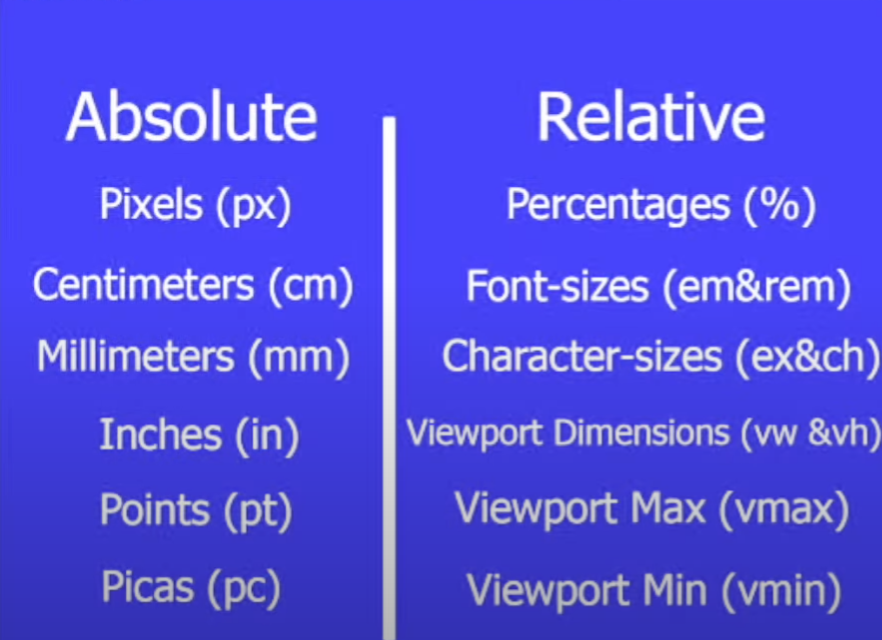 Absolute
Pixels (px)
Centimeters (cm)
Millimeters (mm)
Inches (in)
Points (pt)
Picas (pc)
Relative
Percentages (%)
Font-sizes (em&rem)
Character-sizes (ex&ch)
Viewport Dimensions (vw &vh)
Viewport Max (vmax)
Viewport Min (vmin)